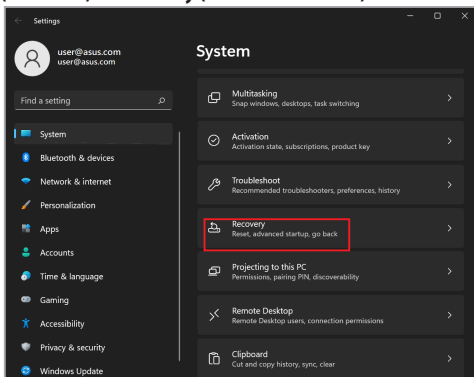 Settings
user@asus.com
user@asus.com
Find a setting
System
Bluetooth & devices
Network & internet
Personalization
Apps
Accounts
Time & language
Gaming
Accessibility
Privacy & security
Windows Update
System
Multitasking
Snap windows, desktops, task switching
Activation
Activation state, subscriptions, product key
Troubleshoot
Recommended troubleshooters, preferences, history
Recovery
Reset, advanced startup, go back
Projecting to this PC
Permissions, pairing PIN, discoverability
Remote Desktop
Remote Desktop users, connection permissions
Clipboard
Cut and copy history, sync, clear